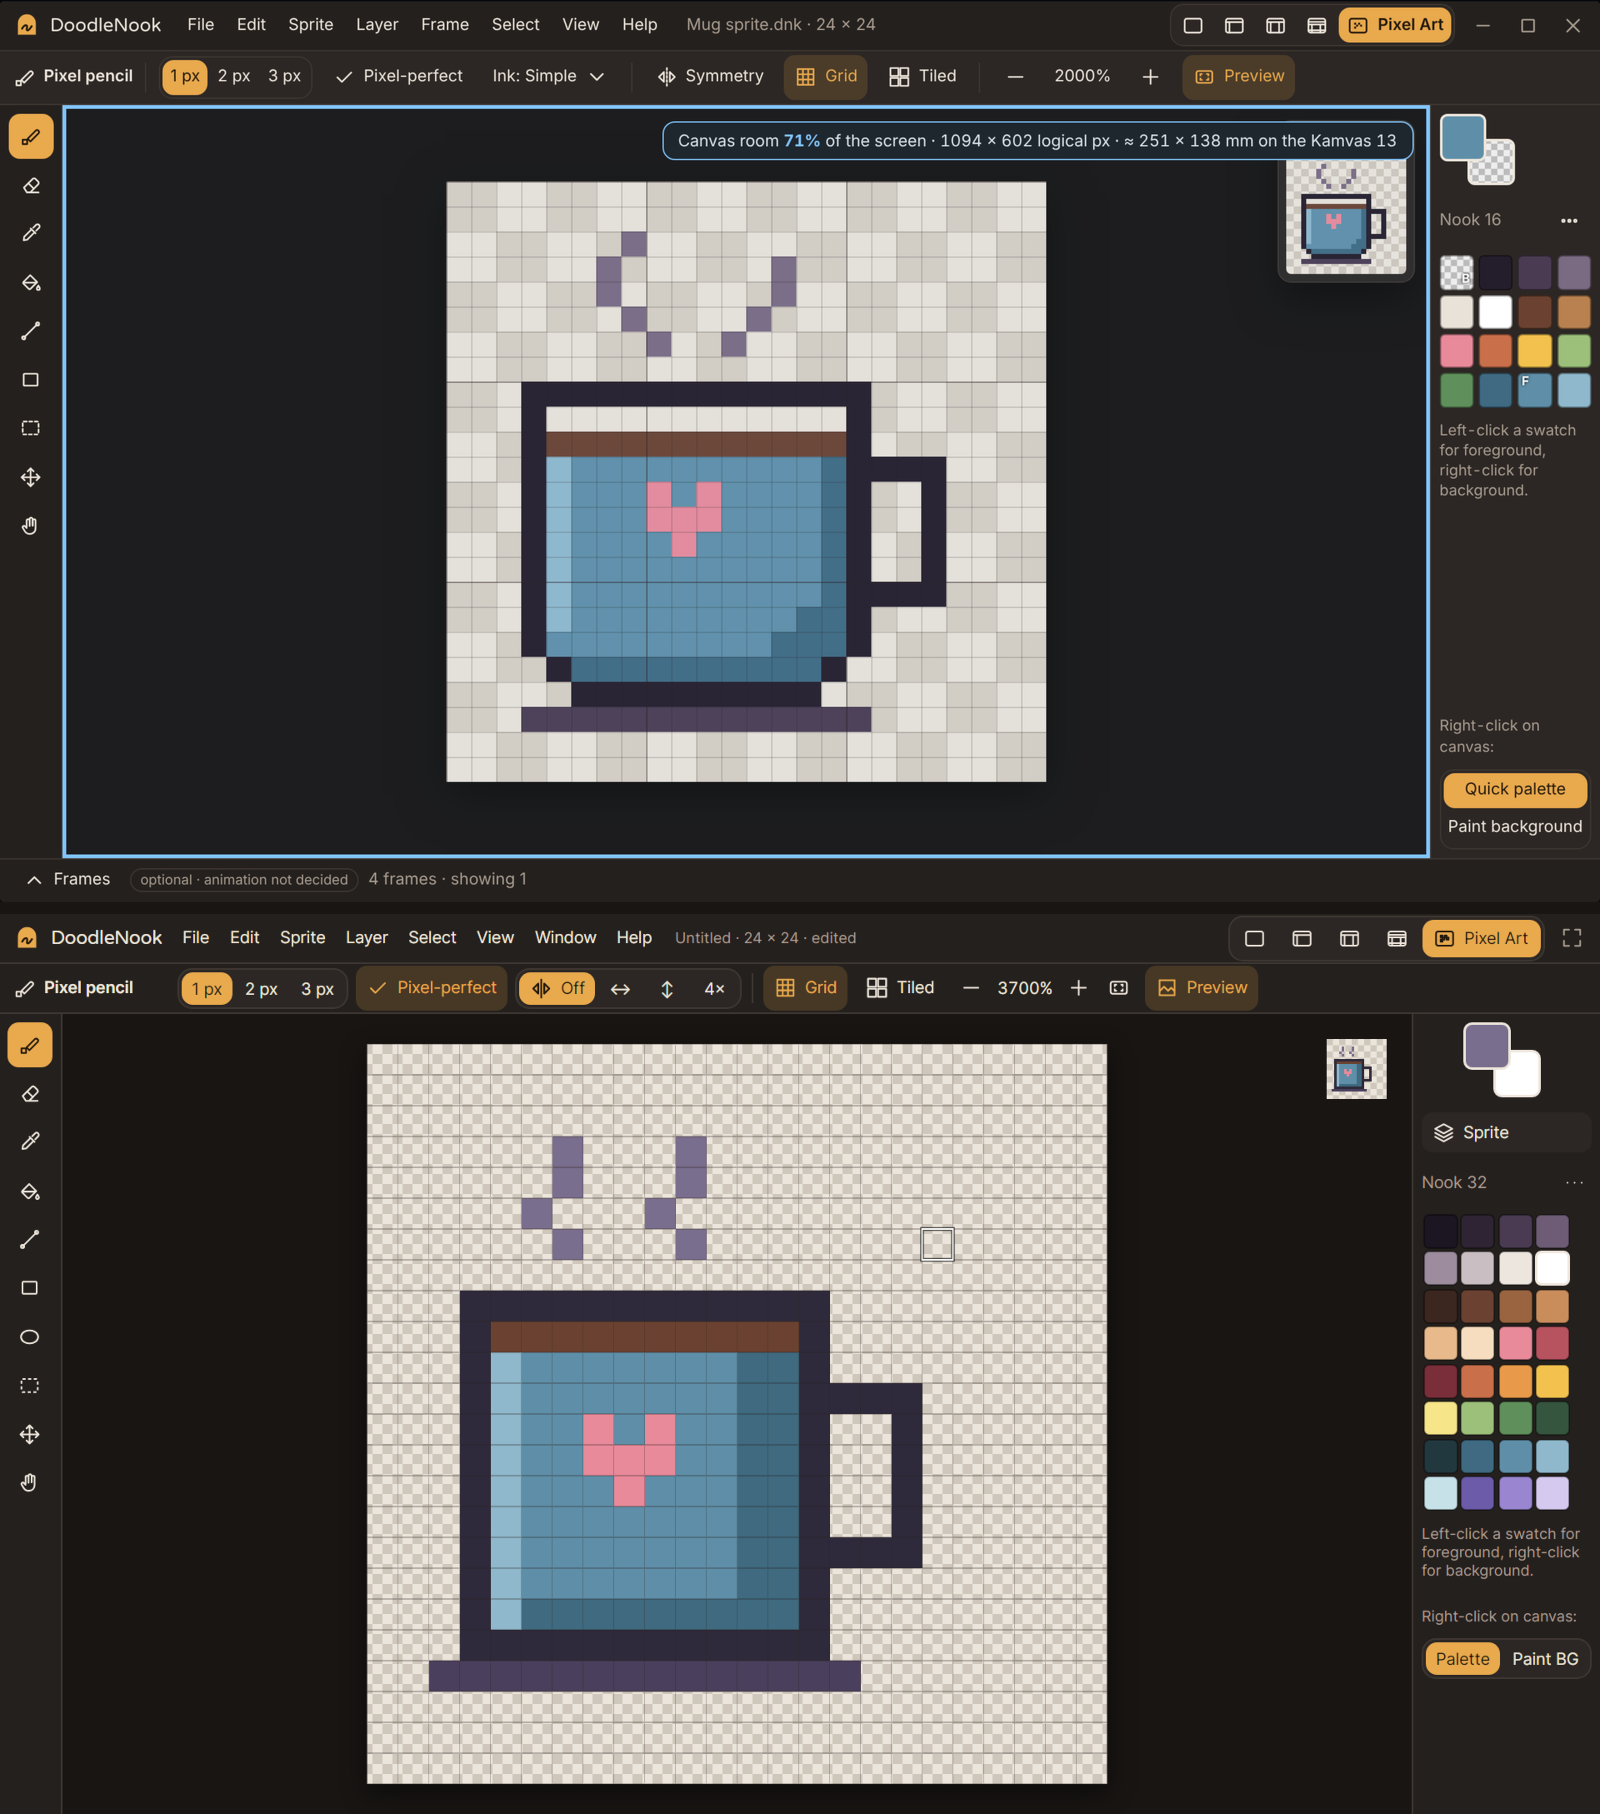 DoodleNook File Edit Sprite Layer Frame Select View Help Mug sprite.dnk · 24 × 24 Pixel Art
Pixel pencil 1 px 2 px 3 px Pixel-perfect Ink: Simple Symmetry Grid Tiled 2000% Preview
Canvas room 71% of the screen · 1094 × 602 logical px · ≈ 251 × 138 mm on the Kamvas 13
Nook 16
B
F
Left-click a swatch
for foreground,
right-click for
background.
Right-click on
canvas:
Quick palette
Paint background
Frames optional · animation not decided 4 frames · showing 1
DoodleNook File Edit Sprite Layer Select View Window Help Untitled · 24 × 24 · edited Pixel Art
Pixel pencil 1 px 2 px 3 px Pixel-perfect Off 4× Grid Tiled 3700% Preview
Sprite
Nook 32
Left-click a swatch for
foreground, right-click
for background.
Right-click on canvas:
Palette Paint BG